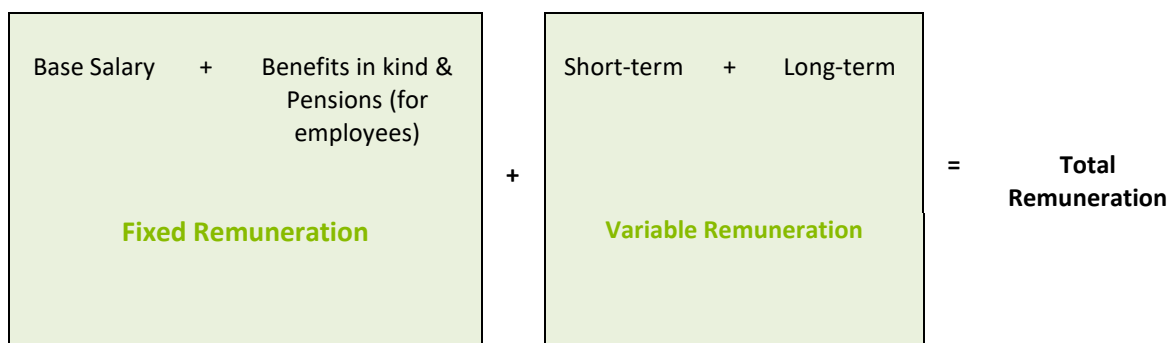 Base Salary + Benefits in kind &
Pensions (for
employees)
Fixed Remuneration
+
Short-term + Long-term
Variable Remuneration
= Total
Remuneration